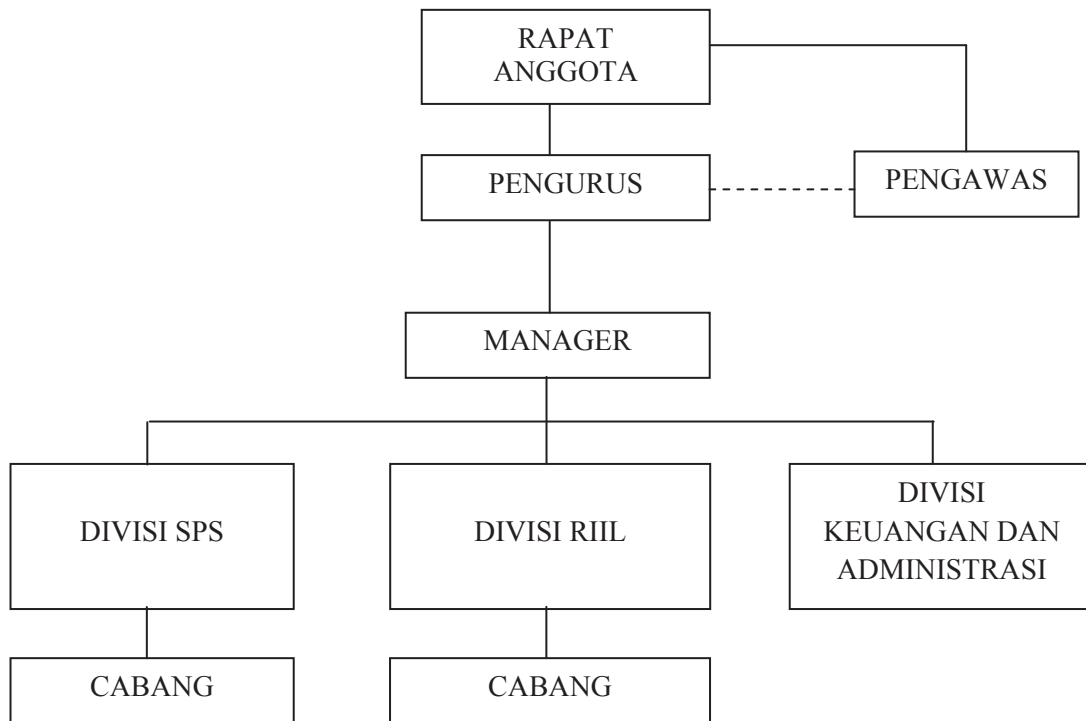 RAPAT
ANGGOTA
PENGURUS
PENGAWAS
MANAGER
DIVISI SPS
DIVISI RIIL
DIVISI
KEUANGAN DAN
ADMINISTRASI
CABANG
CABANG